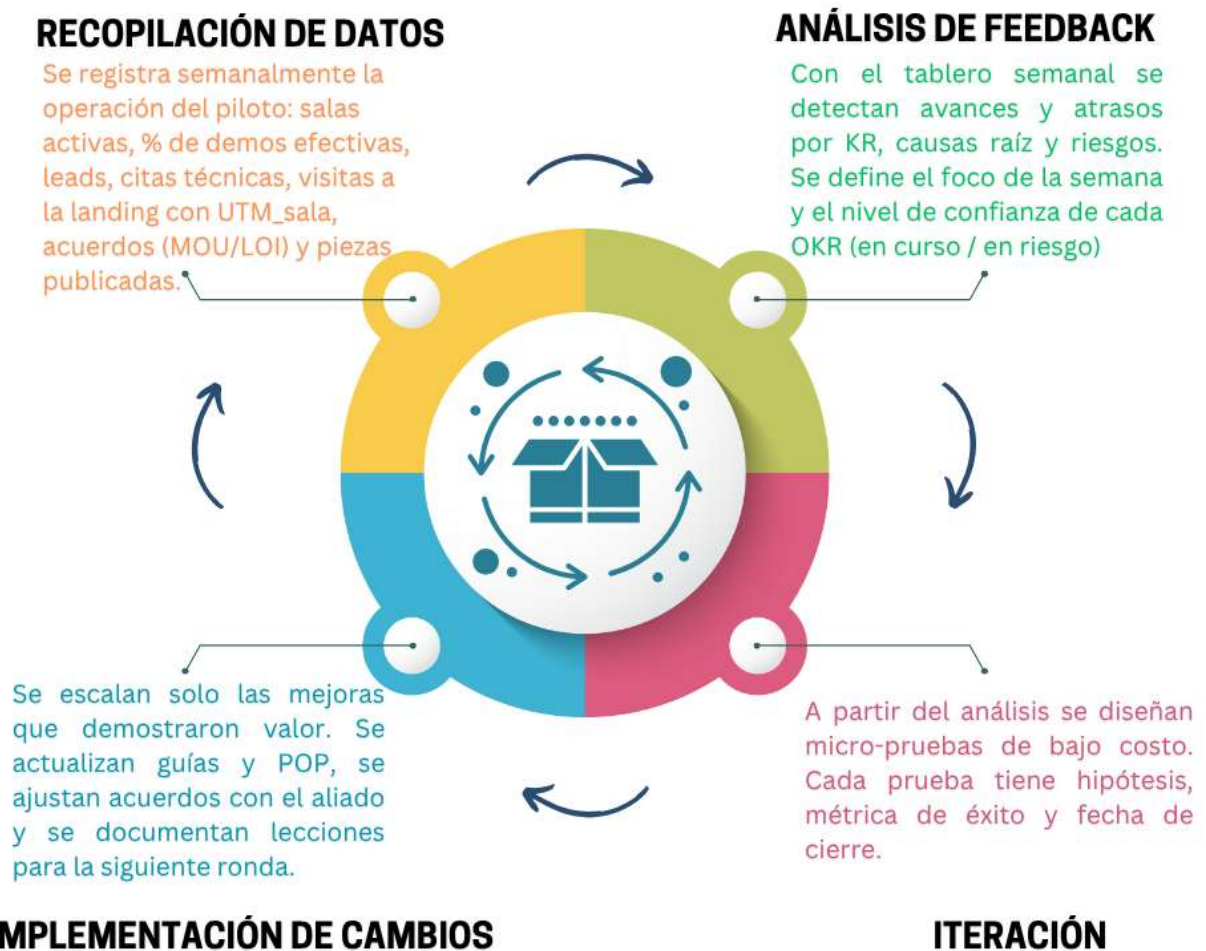 RECOPILACIÓN DE DATOS
Se registra semanalmente la
operación del piloto: salas
activas, % de demos efectivas,
leads, citas técnicas, visitas a
la landing con UTM_sala,
acuerdos (MOU/LOI) y piezas
publicadas.
ANÁLISIS DE FEEDBACK
Con el tablero semanal se
detectan avances y atrasos
por KR, causas raíz y riesgos.
Se define el foco de la semana
y el nivel de confianza de cada
OKR (en curso / en riesgo)
Se escalan solo las mejoras
que demostraron valor. Se
actualizan guías y POP, se
ajustan acuerdos con el aliado
y se documentan lecciones
para la siguiente ronda.
MPLEMENTACIÓN DE CAMBIOS
A partir del análisis se diseñan
micro-pruebas de bajo costo.
Cada prueba tiene hipótesis,
métrica de éxito y fecha de
cierre.
ITERACIÓN